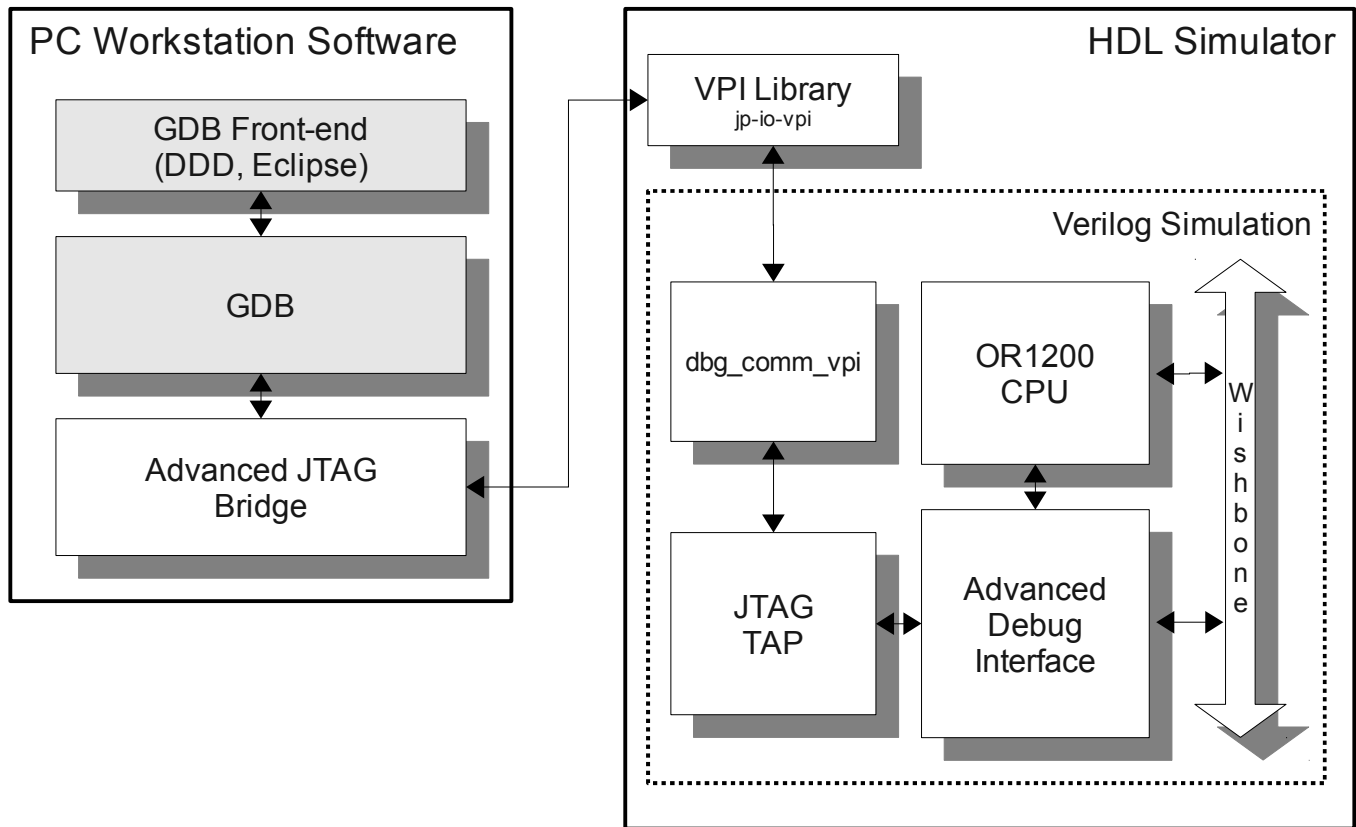 PC Workstation Software
GDB Front-end
(DDD, Eclipse)
GDB
Advanced JTAG
Bridge
HDL Simulator
VPI Library
jp-io-vpi
Verilog Simulation
dbg_comm_vpi
OR1200
CPU
JTAG
TAP
Advanced
Debug
Interface
Wishbone